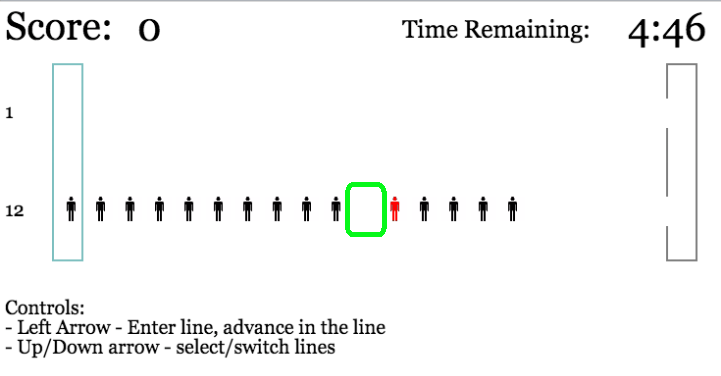 Score: 0
Time Remaining: 4:46
1
12
Controls:
- Left Arrow - Enter line, advance in the line
- Up/Down arrow - select/switch lines